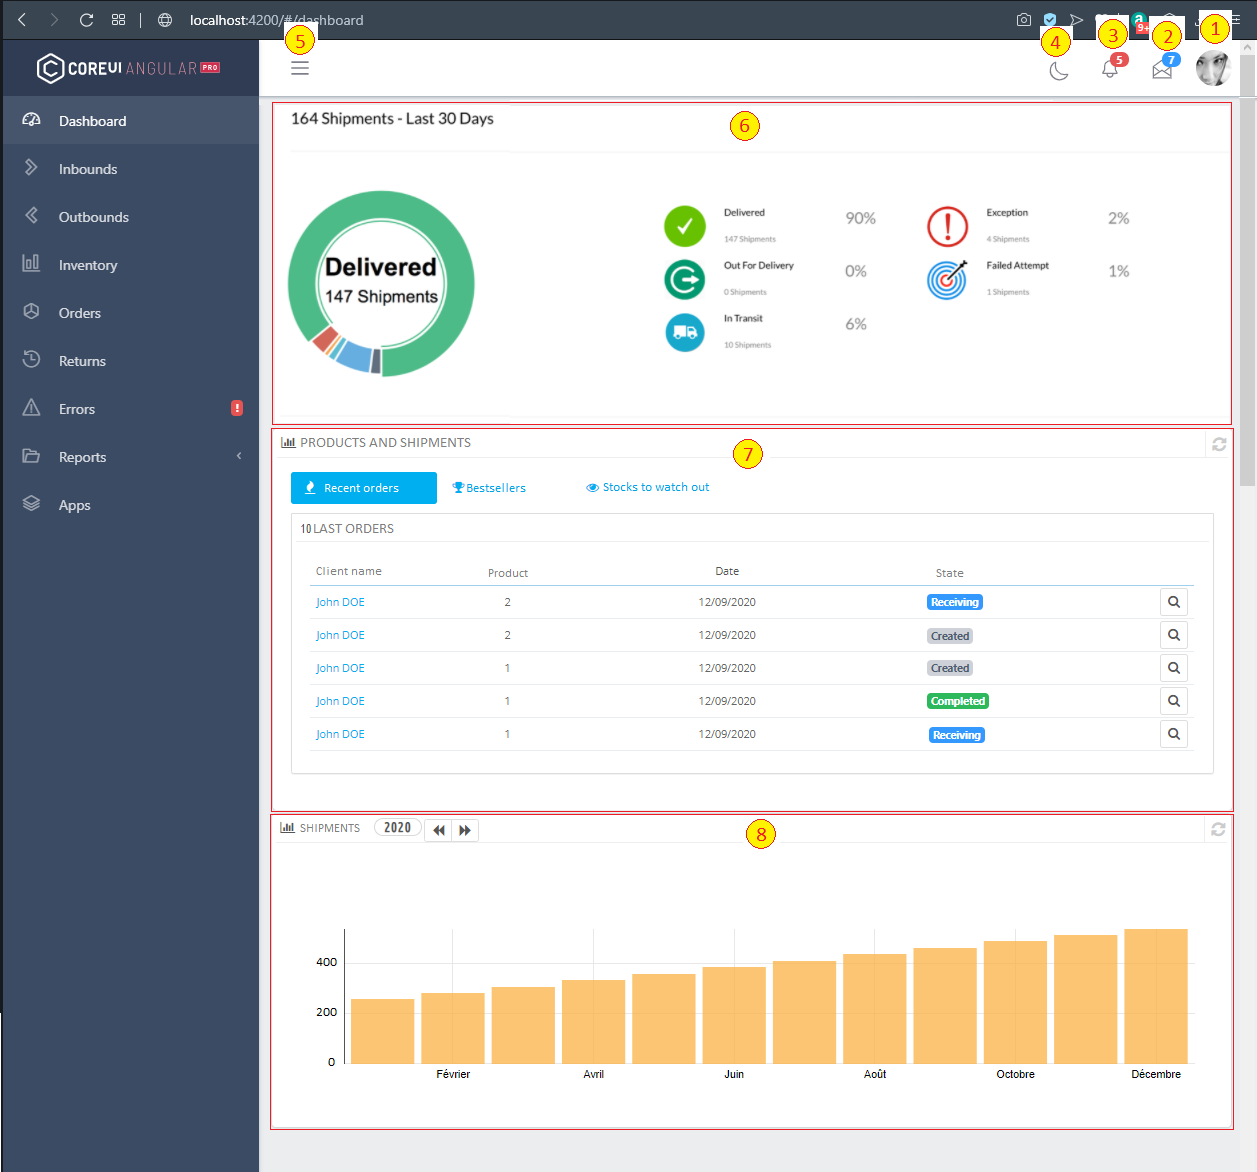 localhost:4200/#/dashboard
9+
5
4
3
2
1
COREUI ANGULAR PRO
5
7
Dashboard
Inbounds
Outbounds
Inventory
Orders
Returns
Errors !
Reports
Apps
164 Shipments - Last 30 Days
6
Delivered
147 Shipments
Delivered 90%
147 Shipments
Out For Delivery 0%
0 Shipments
In Transit 6%
10 Shipments
Exception 2%
4 Shipments
Failed Attempt 1%
1 Shipments
PRODUCTS AND SHIPMENTS
7
Recent orders Bestsellers Stocks to watch out
10 LAST ORDERS
Client name Product Date State
John DOE 2 12/09/2020 Receiving
John DOE 2 12/09/2020 Created
John DOE 1 12/09/2020 Created
John DOE 1 12/09/2020 Completed
John DOE 1 12/09/2020 Receiving
SHIPMENTS 2020
8
400
200
0
Février Avril Juin Août Octobre Décembre